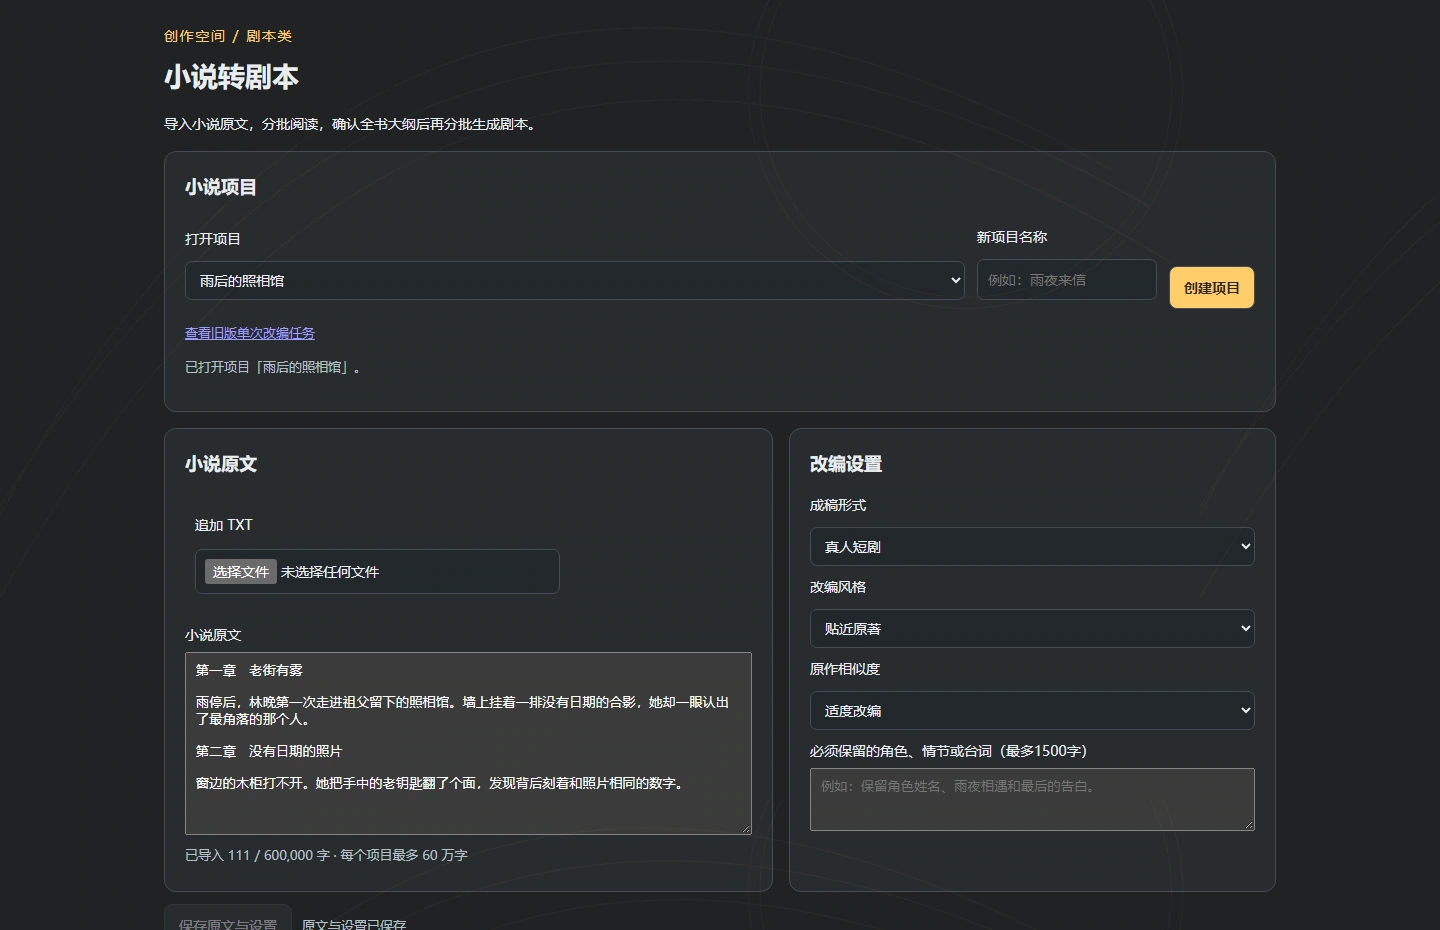 创作空间 / 剧本类
小说转剧本
导入小说原文，分批阅读，确认全书大纲后再分批生成剧本。
小说项目
打开项目
新项目名称
雨后的照相馆
例如：雨夜来信
创建项目
查看旧版单次改编任务
已打开项目「雨后的照相馆」。
小说原文
追加 TXT
选择文件 未选择任何文件
小说原文
第一章　老街有雾
雨停后，林晚第一次走进祖父留下的照相馆。墙上挂着一排没有日期的合影，她却一眼认出
了最角落的那个人。
第二章　没有日期的照片
窗边的木柜打不开。她把手中的老钥匙翻了个面，发现背后刻着和照片相同的数字。
已导入 111 / 600,000 字 · 每个项目最多 60 万字
改编设置
成稿形式
真人短剧
改编风格
贴近原著
原作相似度
适度改编
必须保留的角色、情节或台词（最多1500字）
例如：保留角色姓名、雨夜相遇和最后的告白。
保存原文与设置
原文与设置已保存